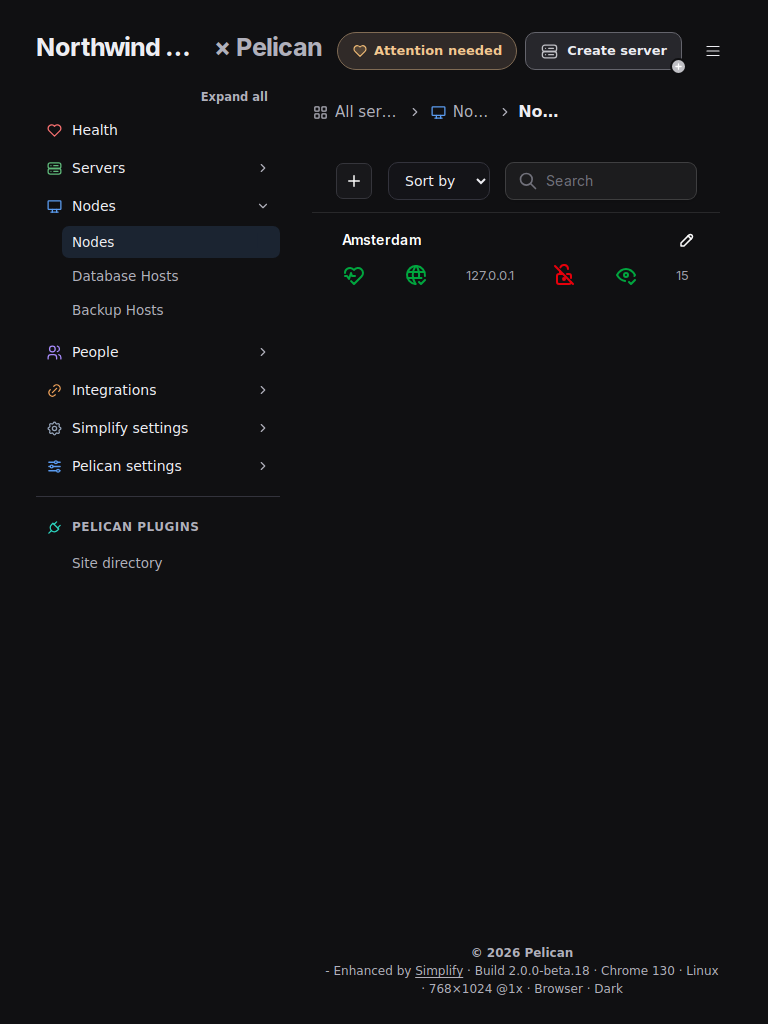 Northwind ... × Pelican
Attention needed
Create server
Expand all
Health
Servers
Nodes
Nodes
Database Hosts
Backup Hosts
People
Integrations
Simplify settings
Pelican settings
PELICAN PLUGINS
Site directory
All ser... > No... > No...
Sort by
Search
Amsterdam
127.0.0.1
15
© 2026 Pelican
- Enhanced by Simplify · Build 2.0.0-beta.18 · Chrome 130 · Linux
· 768×1024 @1x · Browser · Dark